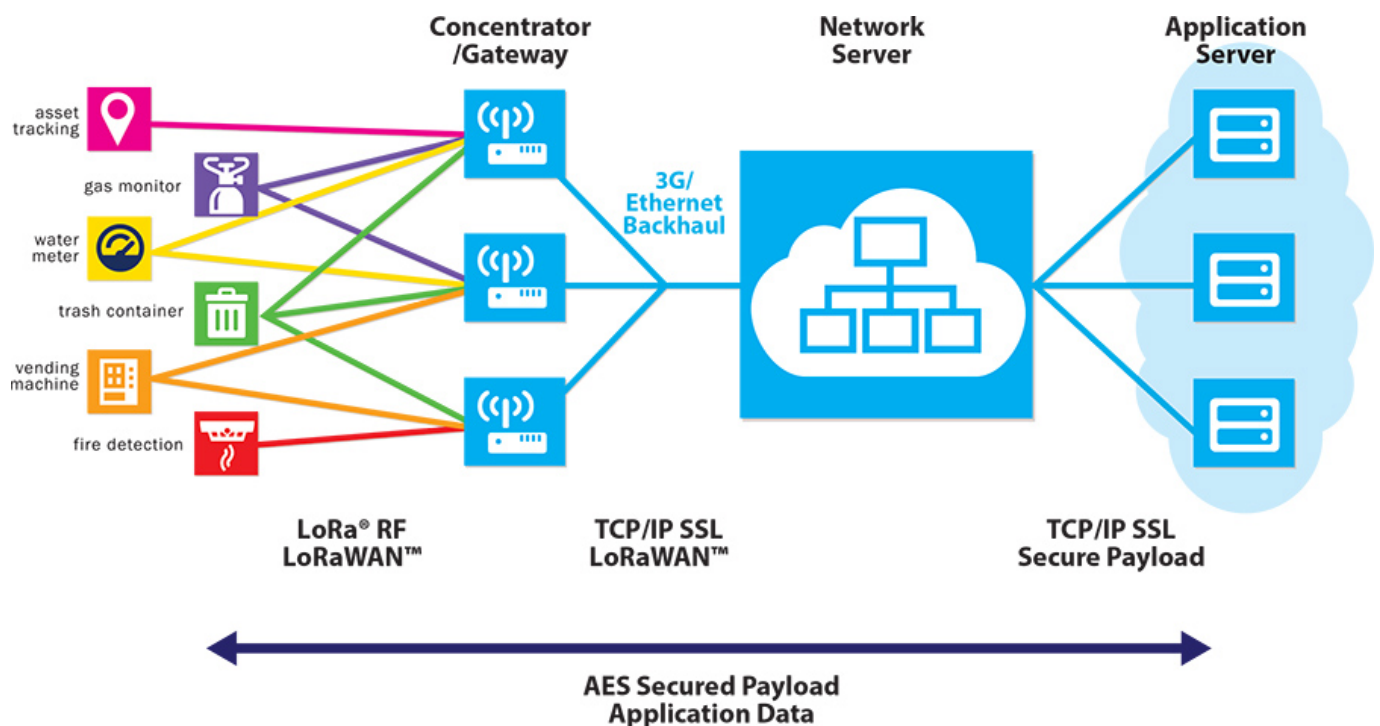 Concentrator
/Gateway
Network
Server
Application
Server
asset
tracking
gas monitor
water
meter
trash container
vending
machine
fire detection
3G/
Ethernet
Backhaul
LoRa® RF
LoRaWAN™
TCP/IP SSL
LoRaWAN™
TCP/IP SSL
Secure Payload
AES Secured Payload
Application Data